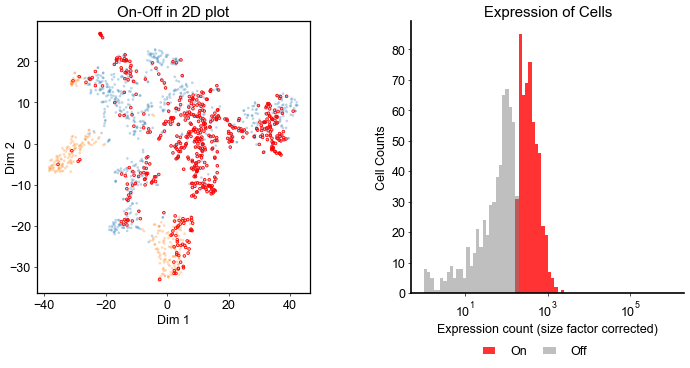 On-Off in 2D plot
Dim 2
20
10
0
−10
−20
−30
−40 −20 0 20 40
Dim 1
Expression of Cells
Cell Counts
80
70
60
50
40
30
20
10
0
10^1 10^3 10^5
Expression count (size factor corrected)
On Off